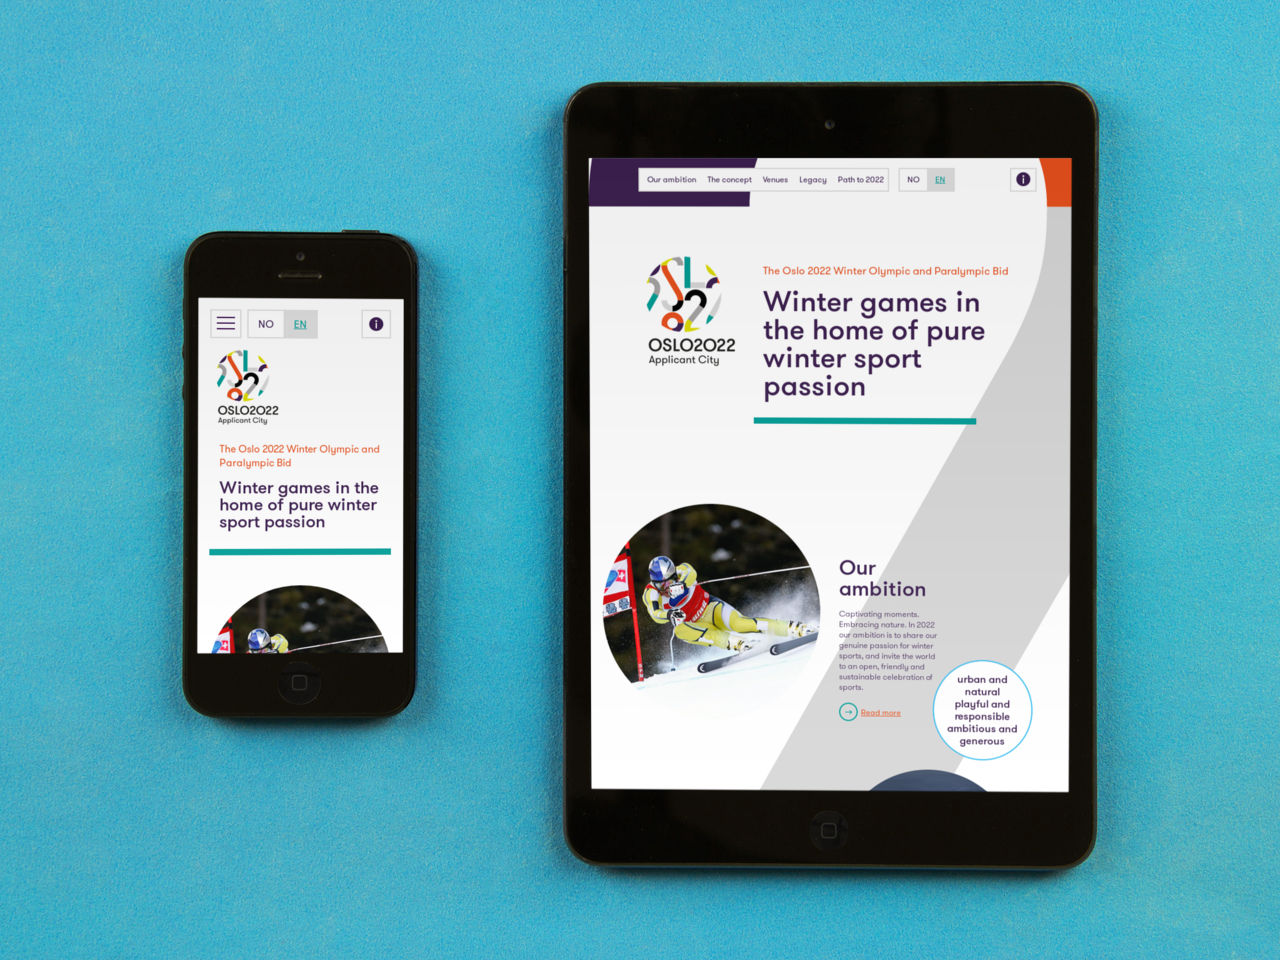 NO EN
OSLO2022
Applicant City
The Oslo 2022 Winter Olympic and
Paralympic Bid
Winter games in the
home of pure winter
sport passion
Our ambition The concept Venues Legacy Path to 2022 NO EN
OSLO2022
Applicant City
The Oslo 2022 Winter Olympic and Paralympic Bid
Winter games in
the home of pure
winter sport
passion
Our
ambition
Captivating moments.
Embracing nature. In 2022
our ambition is to share our
genuine passion for winter
sports, and invite the world
to an open, friendly and
sustainable celebration of
sports.
Read more
urban and
natural
playful and
responsible
ambitious and
generous